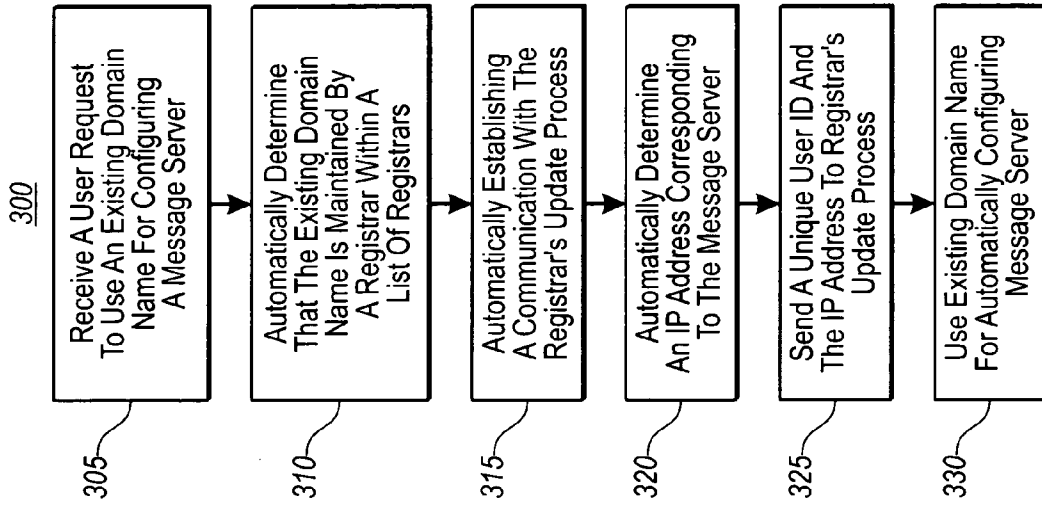 300
305
Receive A User Request
To Use An Existing Domain
Name For Configuring
A Message Server
310
Automatically Determine
That The Existing Domain
Name Is Maintained By
A Registrar Within A
List Of Registrars
315
Automatically Establishing
A Communication With The
Registrar's Update Process
320
Automatically Determine
An IP Address Corresponding
To The Message Server
325
Send A Unique User ID And
The IP Address To Registrar's
Update Process
330
Use Existing Domain Name
For Automatically Configuring
Message Server